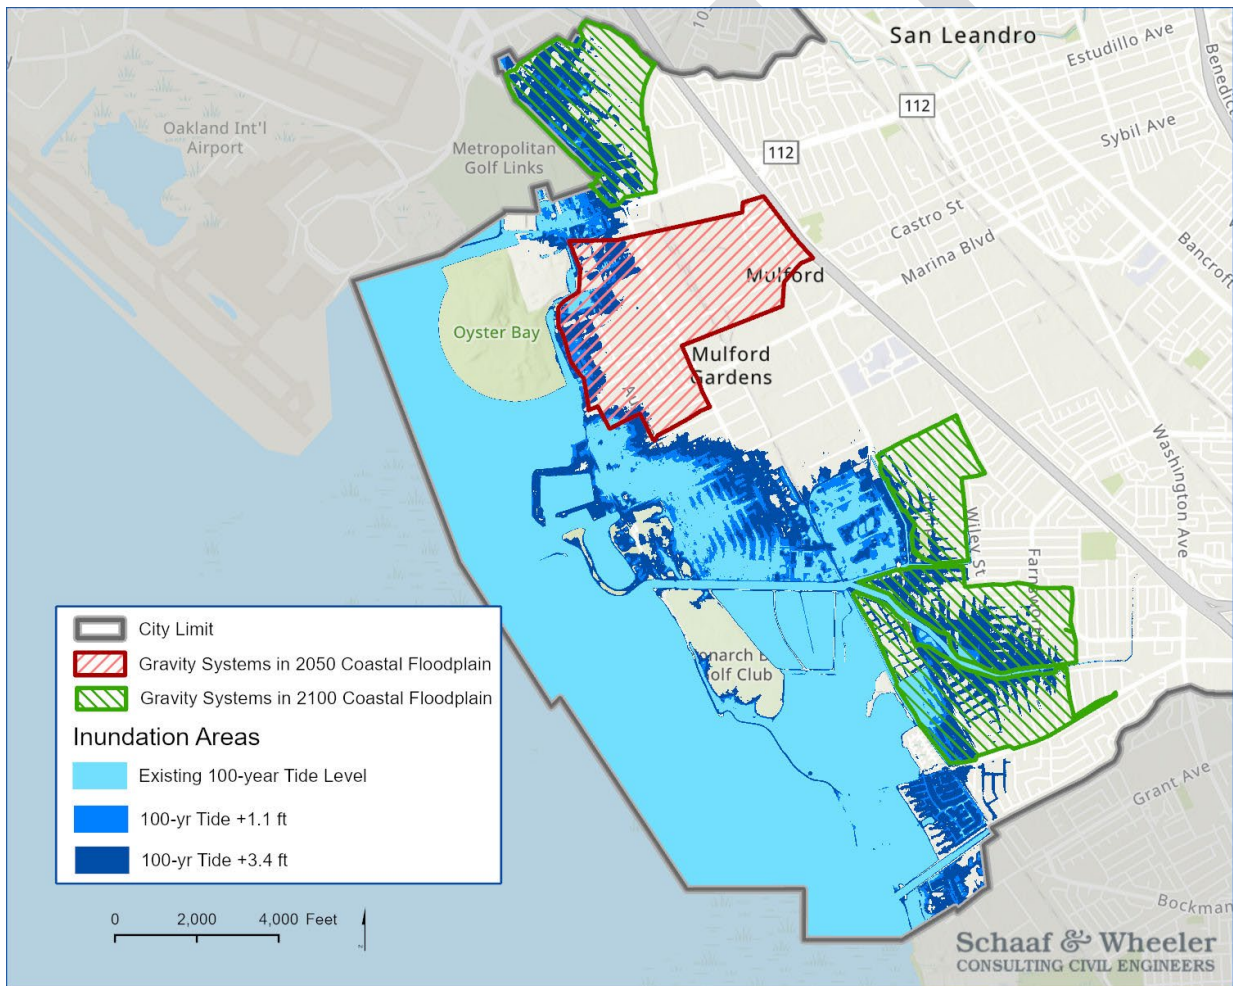 San Leandro
Estudillo Ave
Benedict
112
Sybil Ave
112
Oakland Int'l
Airport
Metropolitan
Golf Links
Castro St
Marina Blvd
Bancroft
Mulford
Oyster Bay
Mulford
Gardens
Washington Ave
Wiley St
Golf Club
Grant Ave
Bockman
City Limit
Gravity Systems in 2050 Coastal Floodplain
Gravity Systems in 2100 Coastal Floodplain
Inundation Areas
Existing 100-year Tide Level
100-yr Tide +1.1 ft
100-yr Tide +3.4 ft
0 2,000 4,000 Feet
Schaaf & Wheeler
CONSULTING CIVIL ENGINEERS